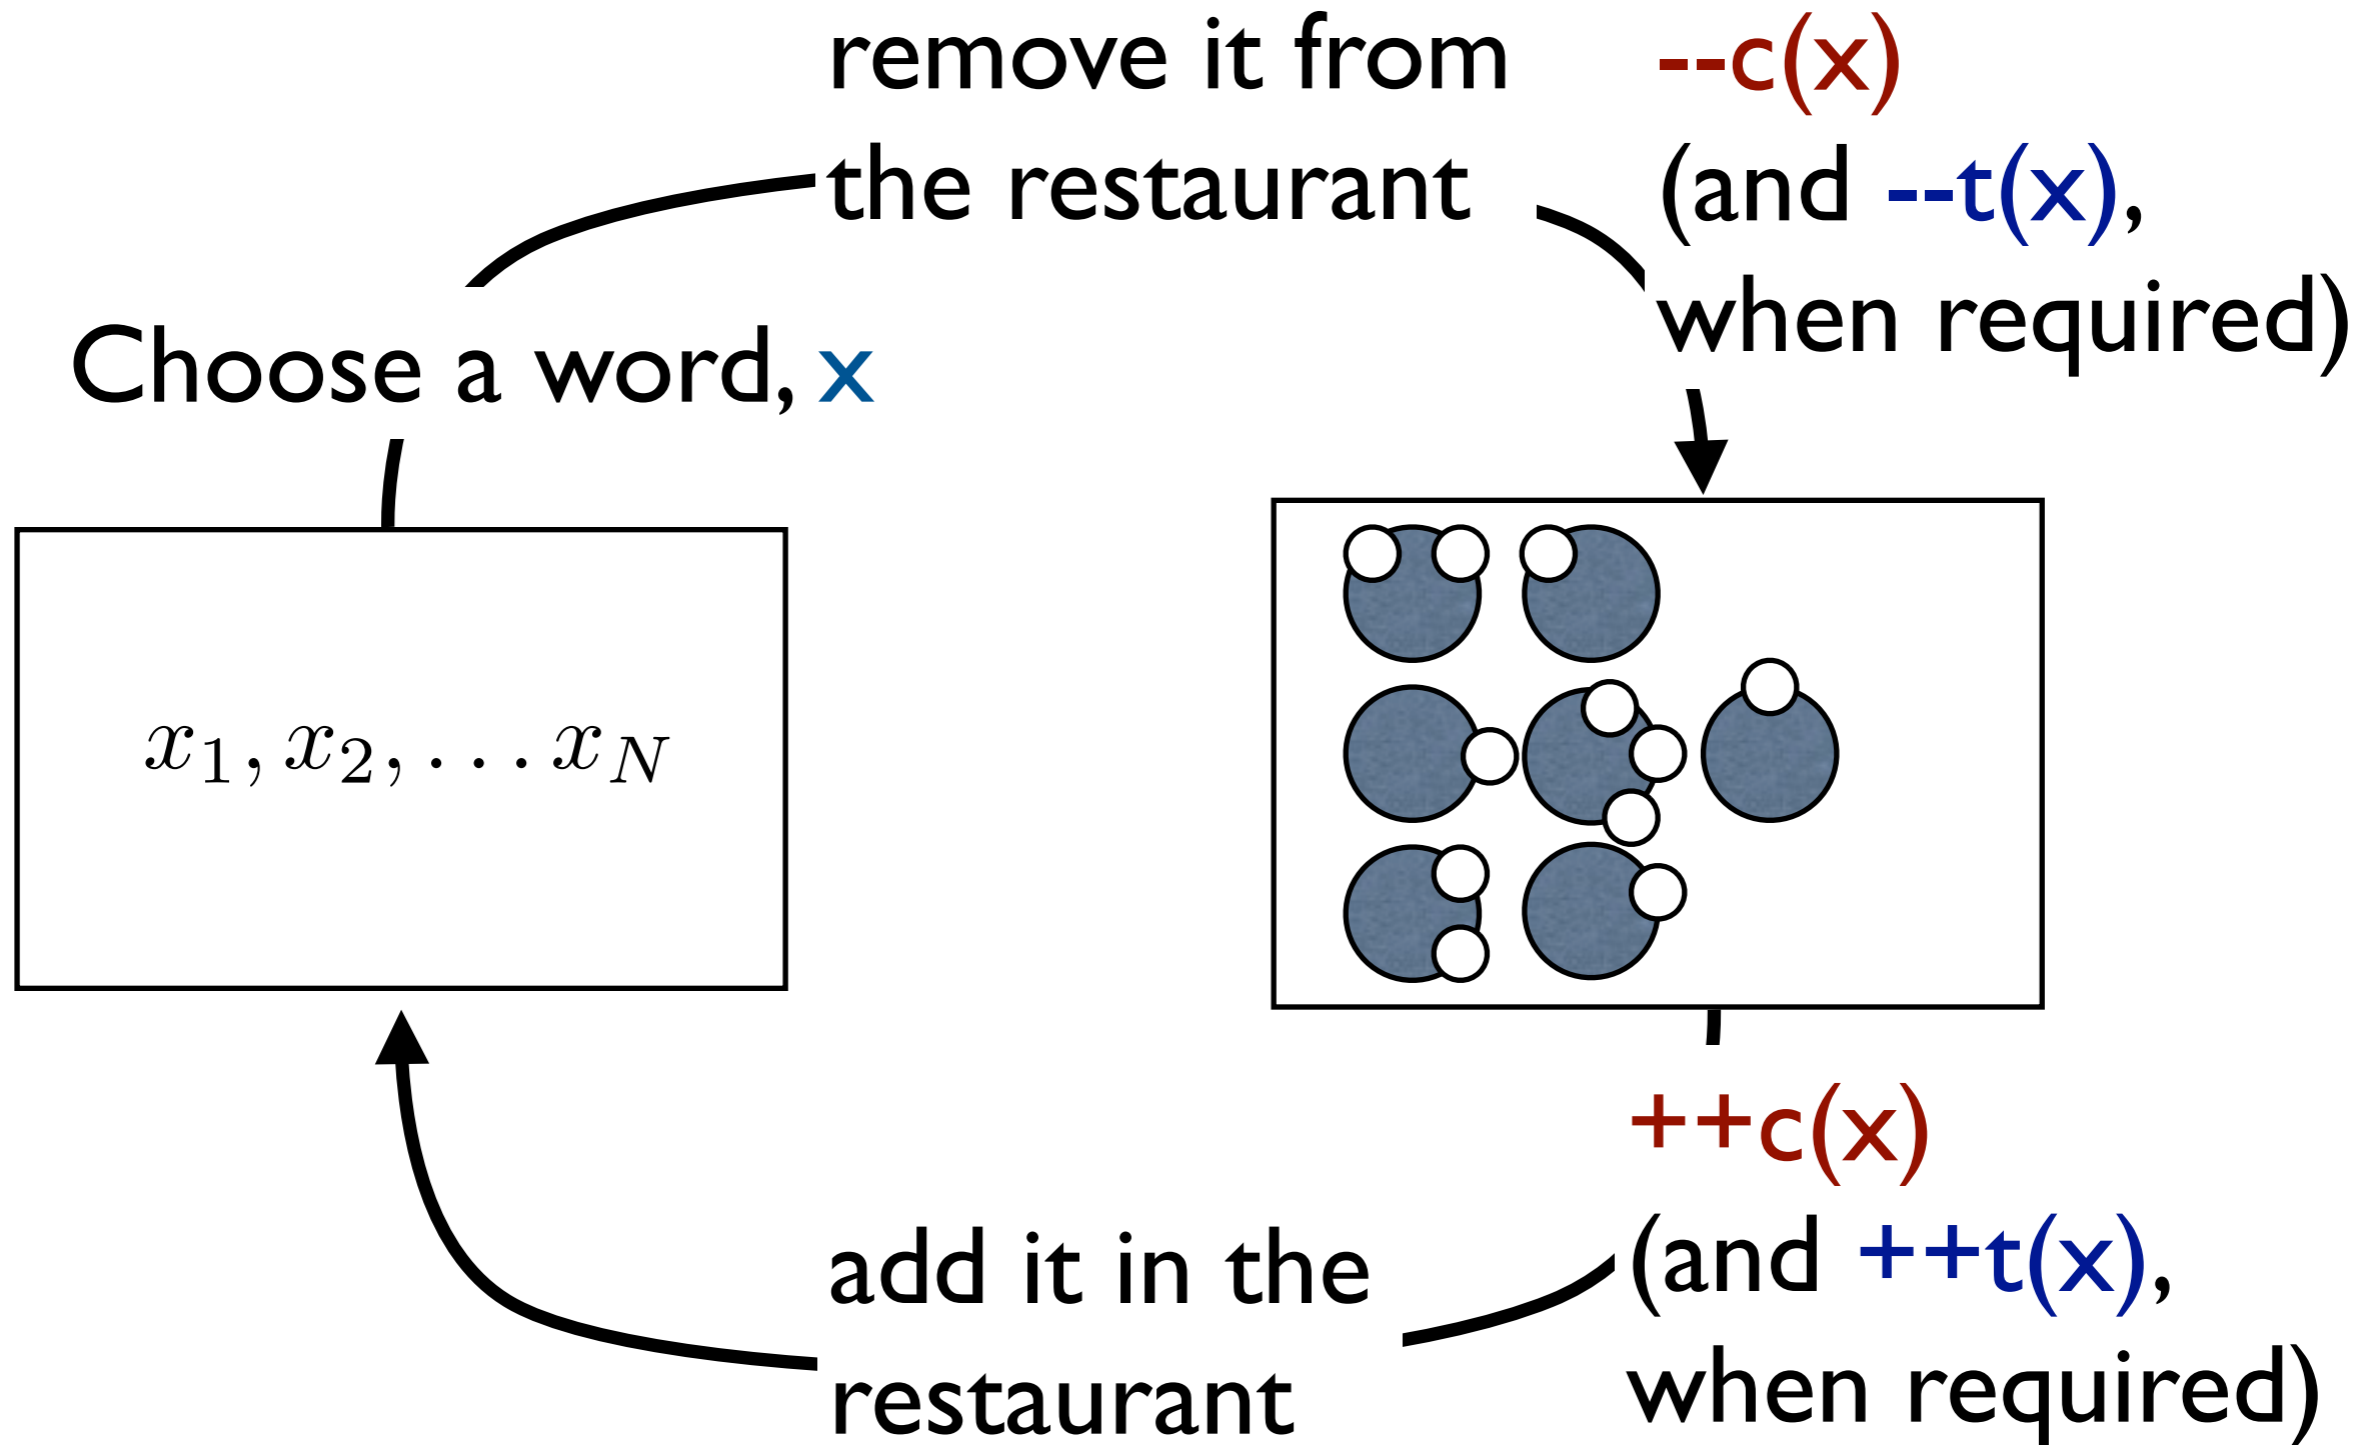 remove it from
the restaurant
--c(x)
(and --t(x),
when required)
Choose a word, x
x_1, x_2, ... x_N
++c(x)
(and ++t(x),
when required)
add it in the
restaurant